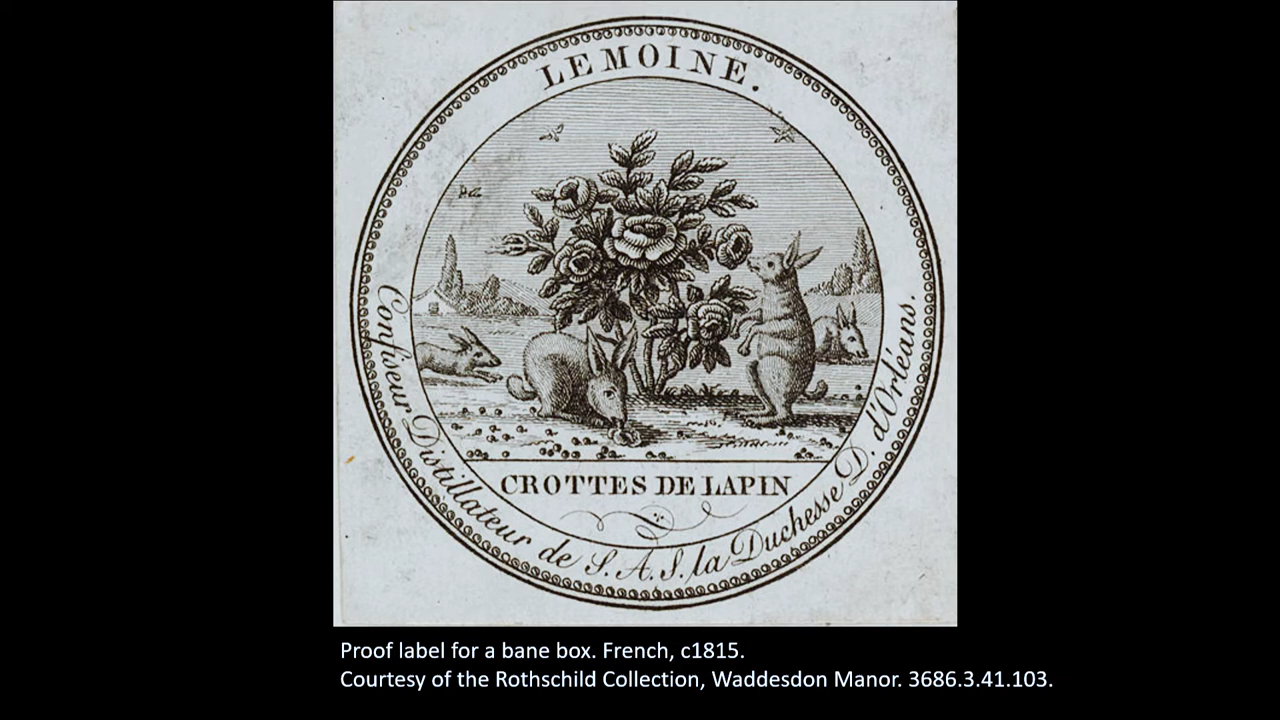 LEMOINE.
CROTTES DE LAPIN
Confiseur Distillateur de S. A. S. la Duchesse D. d'Orléans.
Proof label for a bane box. French, c1815.
Courtesy of the Rothschild Collection, Waddesdon Manor. 3686.3.41.103.